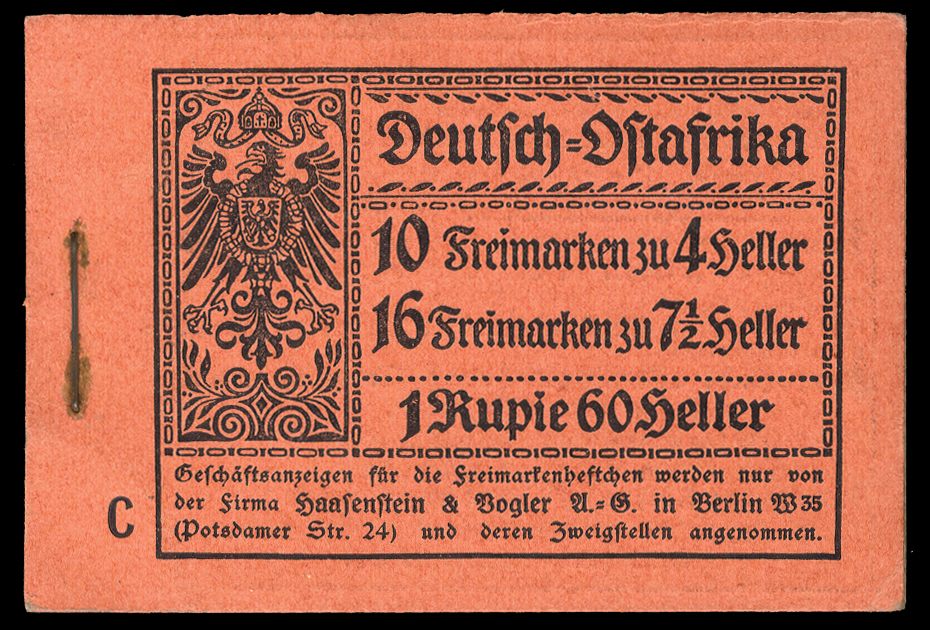 Deutsch=Ostafrika
10 Freimarken zu 4 Heller
16 Freimarken zu 7½ Heller
1 Rupie 60 Heller
Geschäftsanzeigen für die Freimarkenheftchen werden nur von
der Firma Haasenstein & Vogler A.=G. in Berlin W 35
(Potsdamer Str. 24) und deren Zweigstellen angenommen.
C